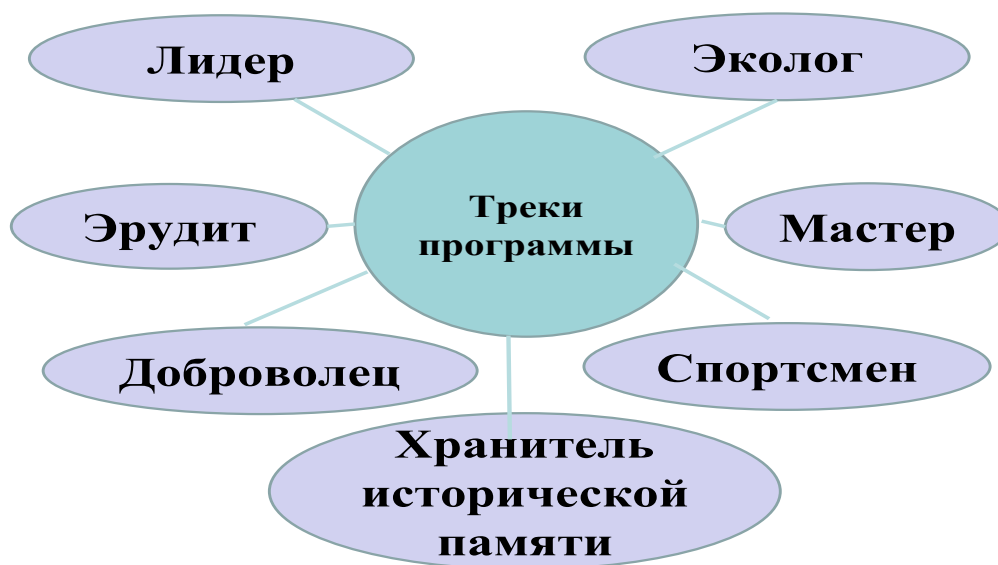 Лидер
Эколог
Треки
программы
Эрудит
Мастер
Доброволец
Спортсмен
Хранитель
исторической
памяти